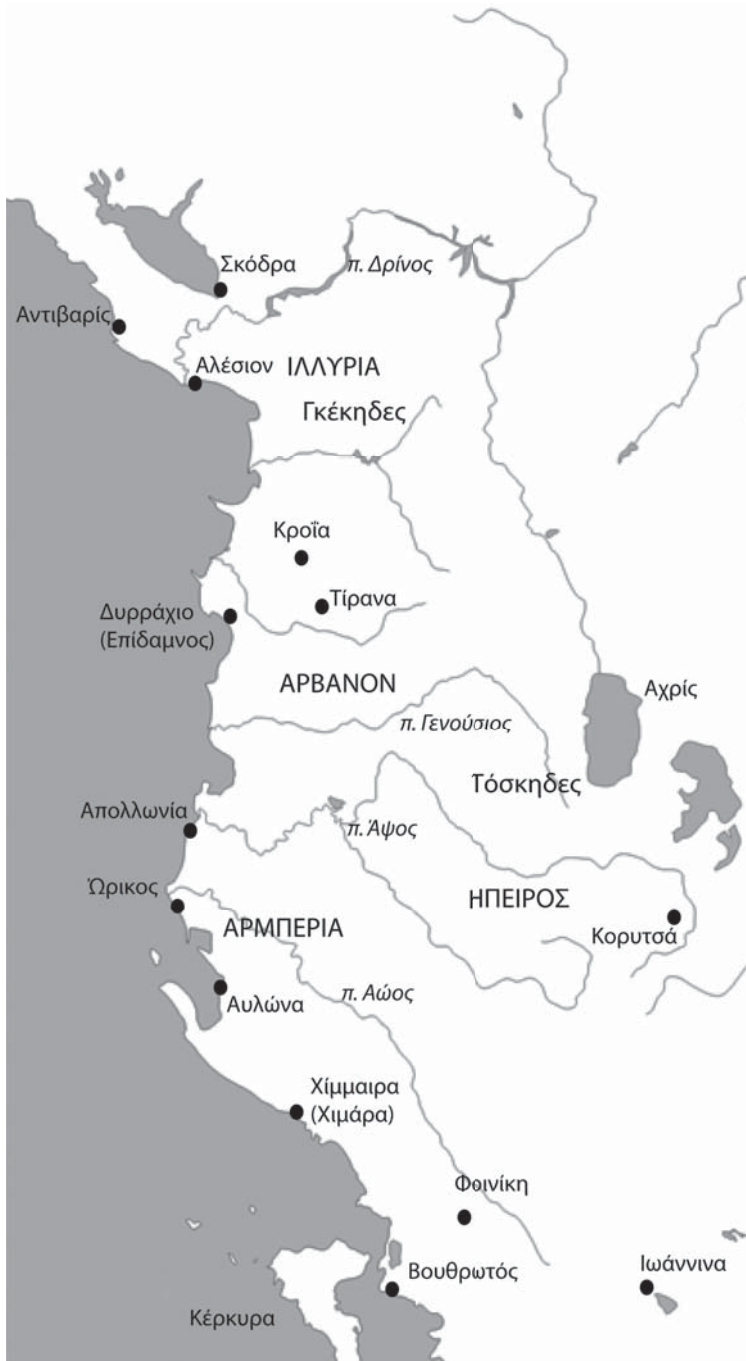 Σκόδρα
π. Δρίνος
Αντιβαρίς
Αλέσιον
ΙΛΛΥΡΙΑ
Γκέκηδες
Κροΐα
Τίρανα
Δυρράχιο
(Επίδαμνος)
ΑΡΒΑΝΟΝ
Αχρίς
π. Γενούσιος
Τόσκηδες
Απολλωνία
π. Άψος
Ώρικος
ΗΠΕΙΡΟΣ
ΑΡΜΠΕΡΙΑ
Κορυτσά
π. Αώος
Αυλώνα
Χίμμαιρα
(Χιμάρα)
Φοινίκη
Βουθρωτός
Ιωάννινα
Κέρκυρα